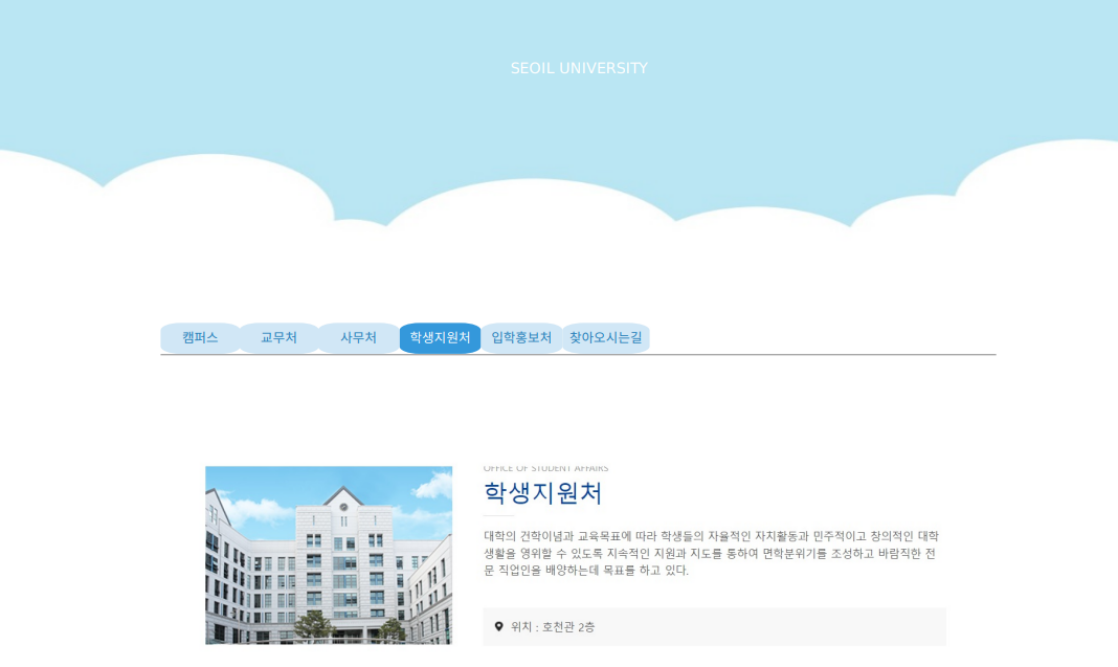 SEOIL UNIVERSITY
캠퍼스 교무처 사무처 학생지원처 입학홍보처 찾아오시는길
OFFICE OF STUDENT AFFAIRS
학생지원처
대학의 건학이념과 교육목표에 따라 학생들의 자율적인 자치활동과 민주적이고 창의적인 대학
생활을 영위할 수 있도록 지속적인 지원과 지도를 통하여 면학분위기를 조성하고 바람직한 전
문 직업인을 배양하는데 목표를 하고 있다.
위치 : 호천관 2층